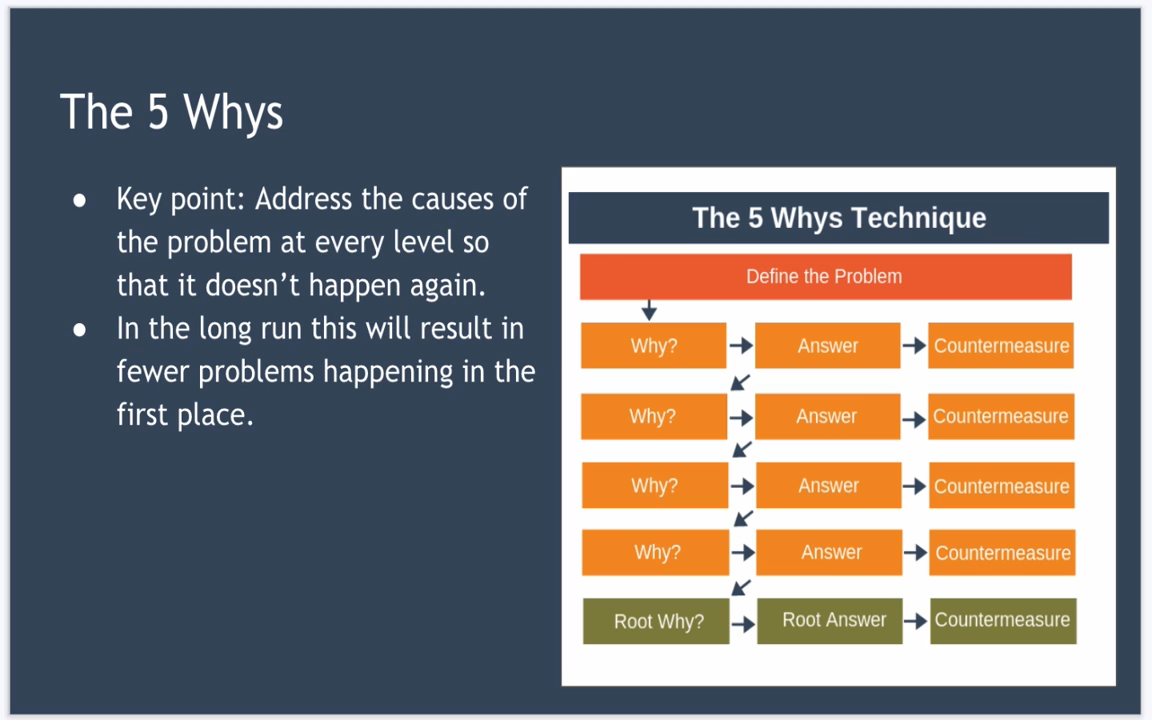 The 5 Whys
● Key point: Address the causes of
the problem at every level so
that it doesn’t happen again.
● In the long run this will result in
fewer problems happening in the
first place.
The 5 Whys Technique
Define the Problem
Why? Answer Countermeasure
Why? Answer Countermeasure
Why? Answer Countermeasure
Why? Answer Countermeasure
Root Why? Root Answer Countermeasure